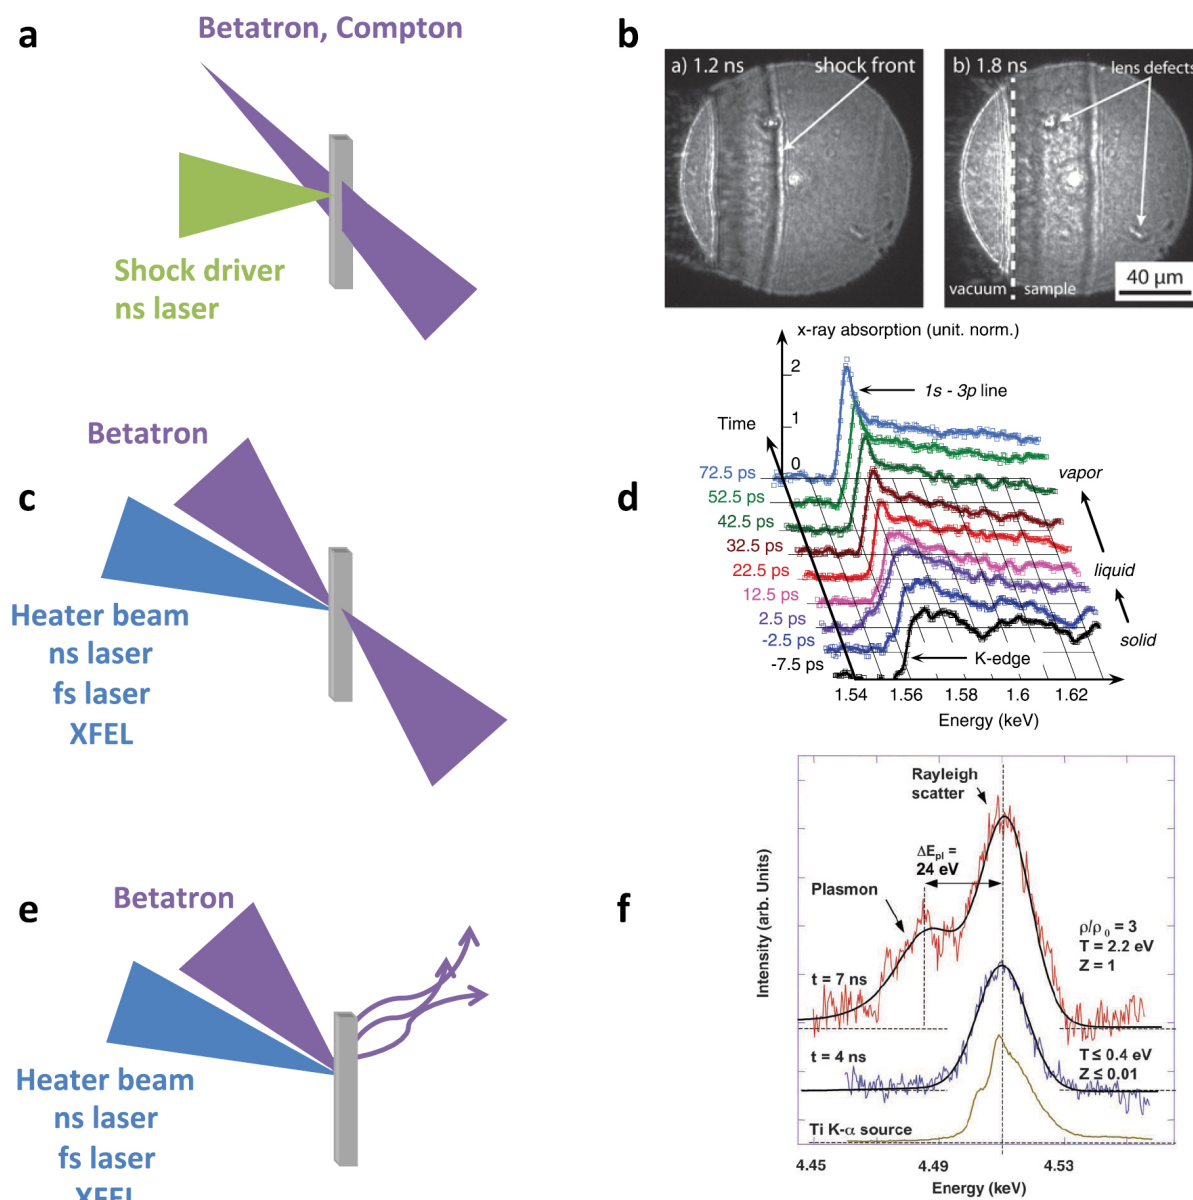 a
Betatron, Compton
Shock driver
ns laser
b
a) 1.2 ns
shock front
b) 1.8 ns
lens defects
vacuum
sample
40 µm
c
Betatron
Heater beam
ns laser
fs laser
XFEL
d
x-ray absorption (unit. norm.)
2
1
0
1s - 3p line
Time
72.5 ps
52.5 ps
42.5 ps
32.5 ps
22.5 ps
12.5 ps
2.5 ps
-2.5 ps
-7.5 ps
vapor
liquid
solid
K-edge
1.54 1.56 1.58 1.6 1.62
Energy (keV)
e
Betatron
Heater beam
ns laser
fs laser
XFEL
f
Rayleigh
scatter
ΔEpl =
24 eV
Plasmon
ρ/ρ0 = 3
T = 2.2 eV
Z = 1
t = 7 ns
t = 4 ns
T ≤ 0.4 eV
Z ≤ 0.01
Ti K-α source
Intensity (arb. Units)
4.45 4.49 4.53
Energy (keV)